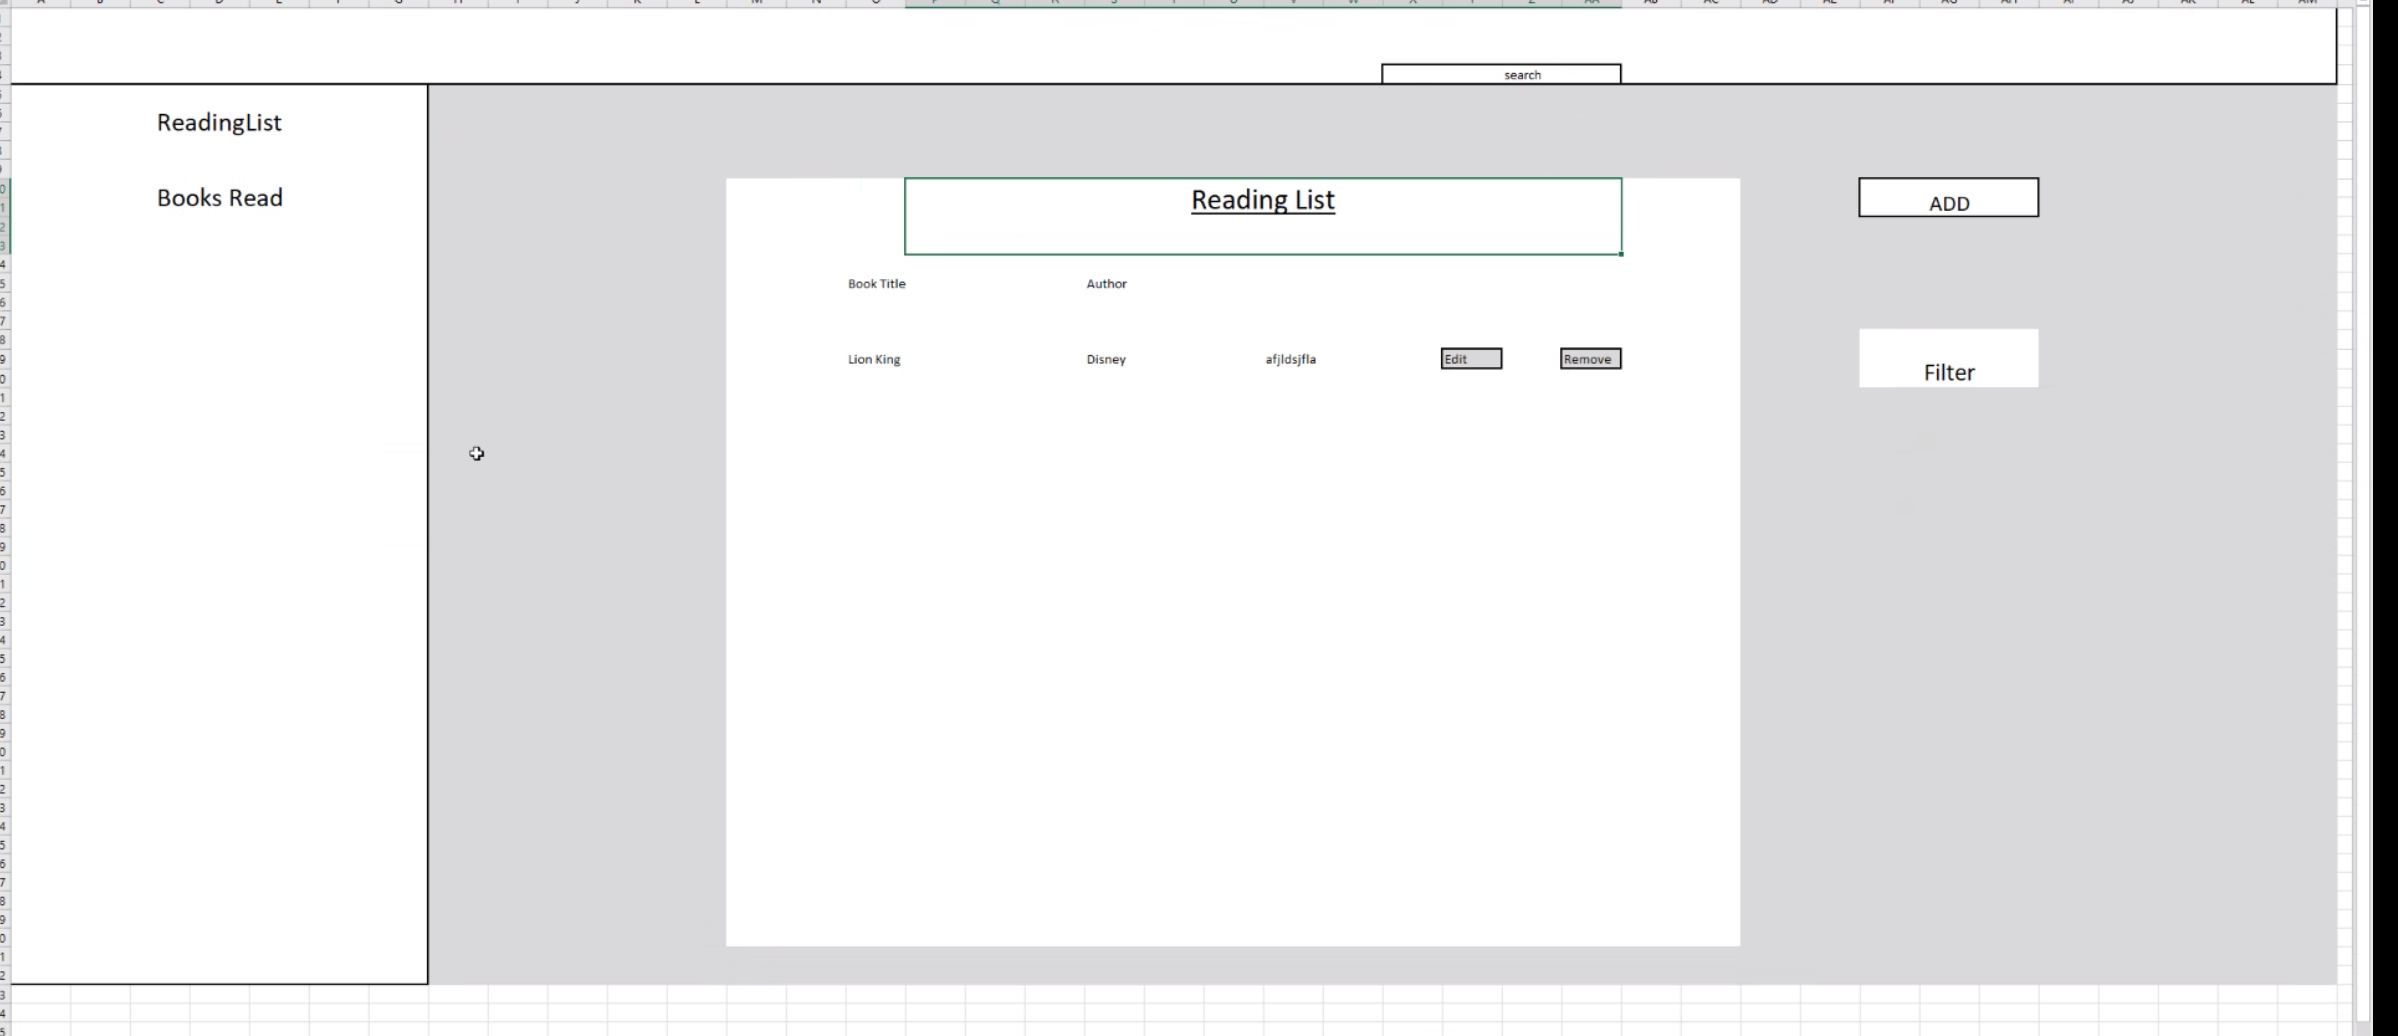 search
ReadingList
Books Read
Reading List
ADD
Book Title Author
Lion King Disney afjldsjfla Edit Remove
Filter